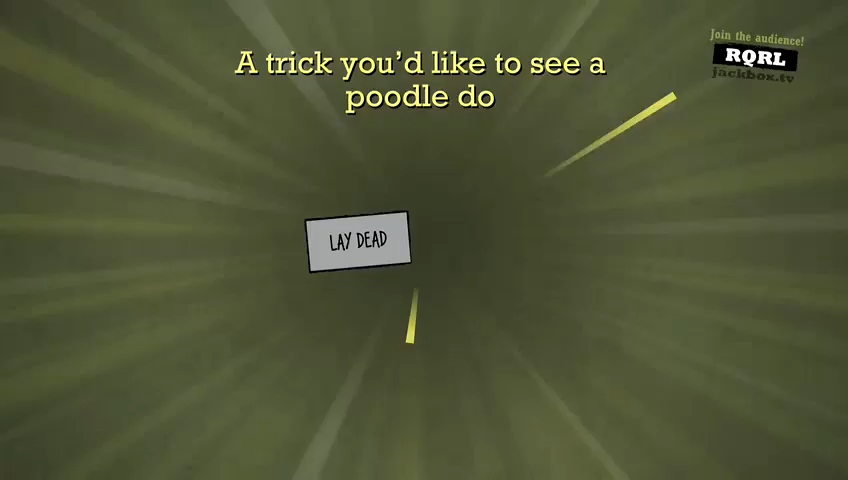 A trick you'd like to see a
poodle do
Join the audience!
RQRL
jackbox.tv
LAY DEAD